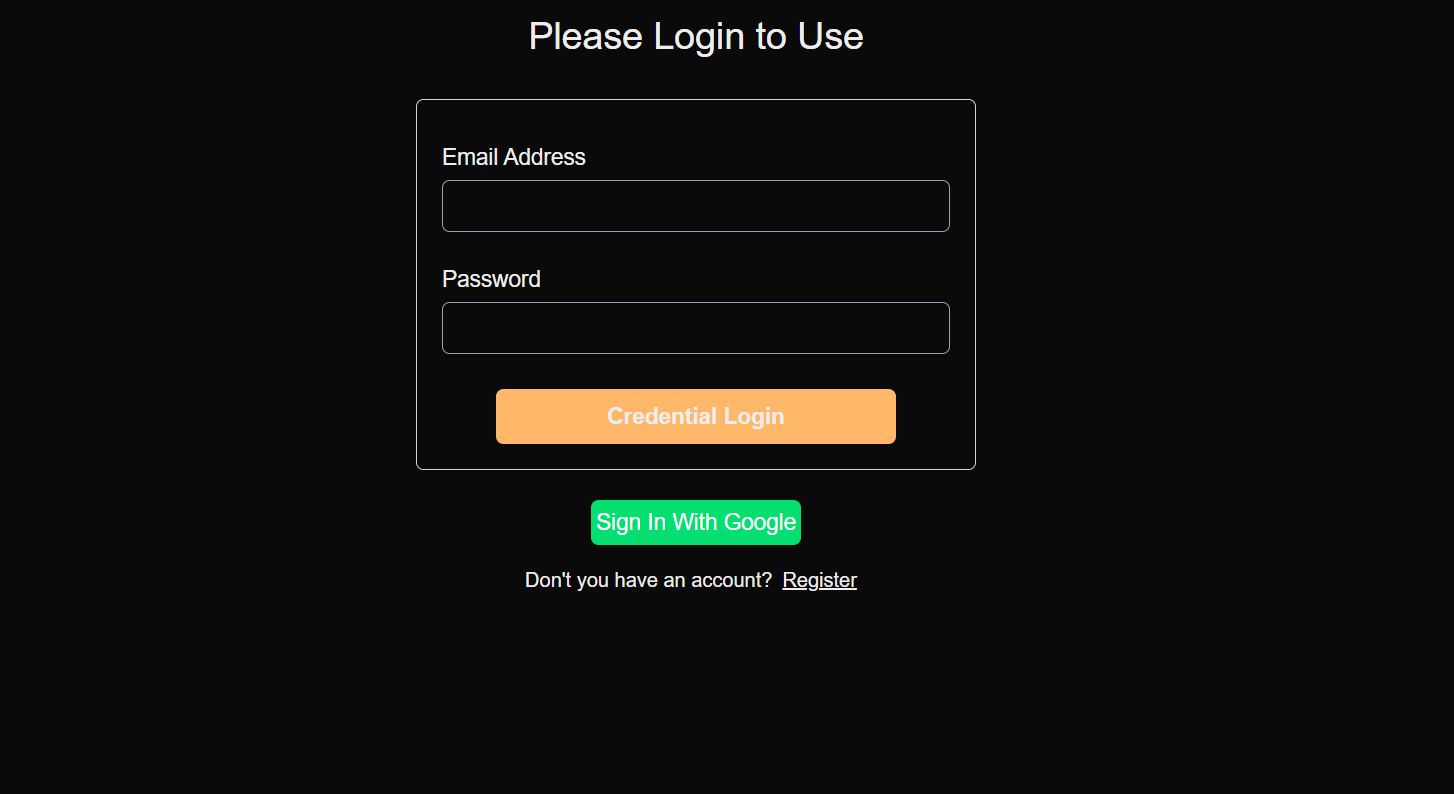 Please Login to Use
Email Address
Password
Credential Login
Sign In With Google
Don't you have an account? Register